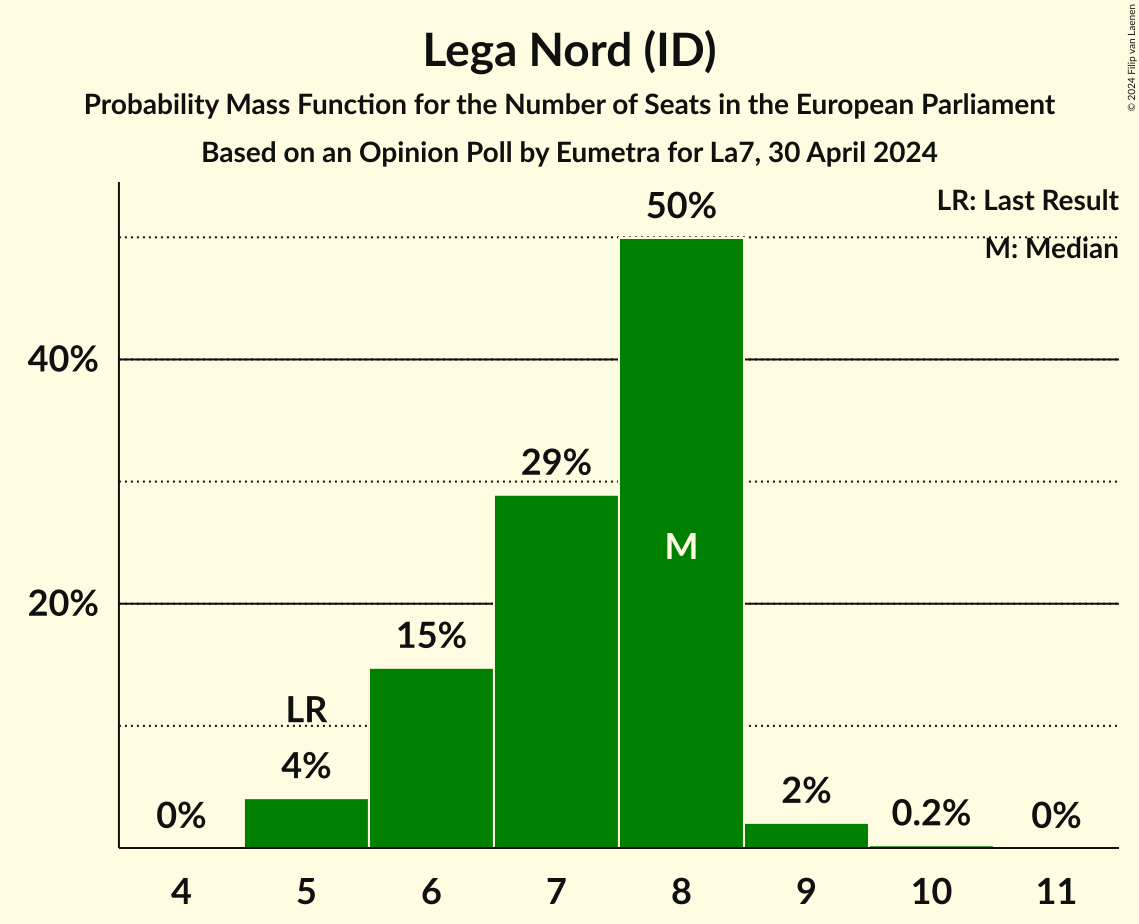 Lega Nord (ID)
Probability Mass Function for the Number of Seats in the European Parliament
Based on an Opinion Poll by Eumetra for La7, 30 April 2024
© 2024 Filip van Laenen
LR: Last Result
M: Median
50%
40%
29%
M
20%
15%
LR
4%
0%
2%
0.2%
0%
4 5 6 7 8 9 10 11